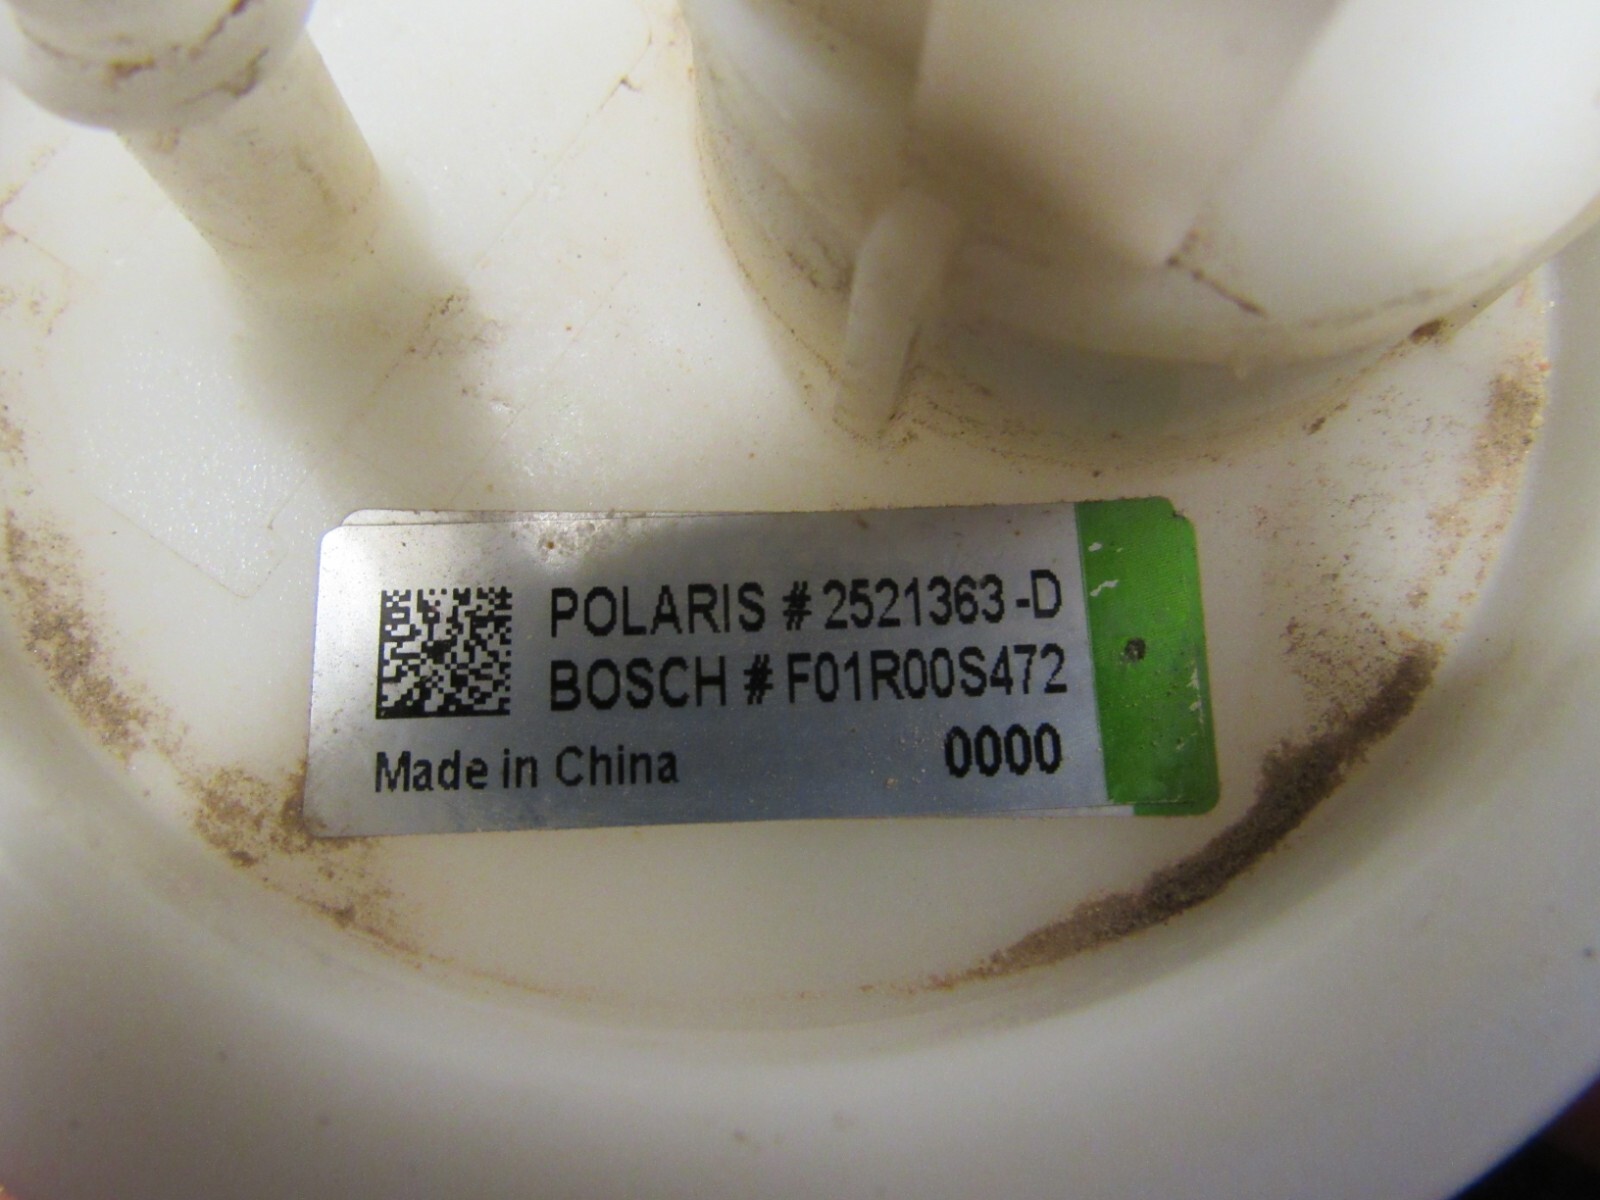 POLARIS # 2521363-D
BOSCH # F01R00S472
0000
Made in China